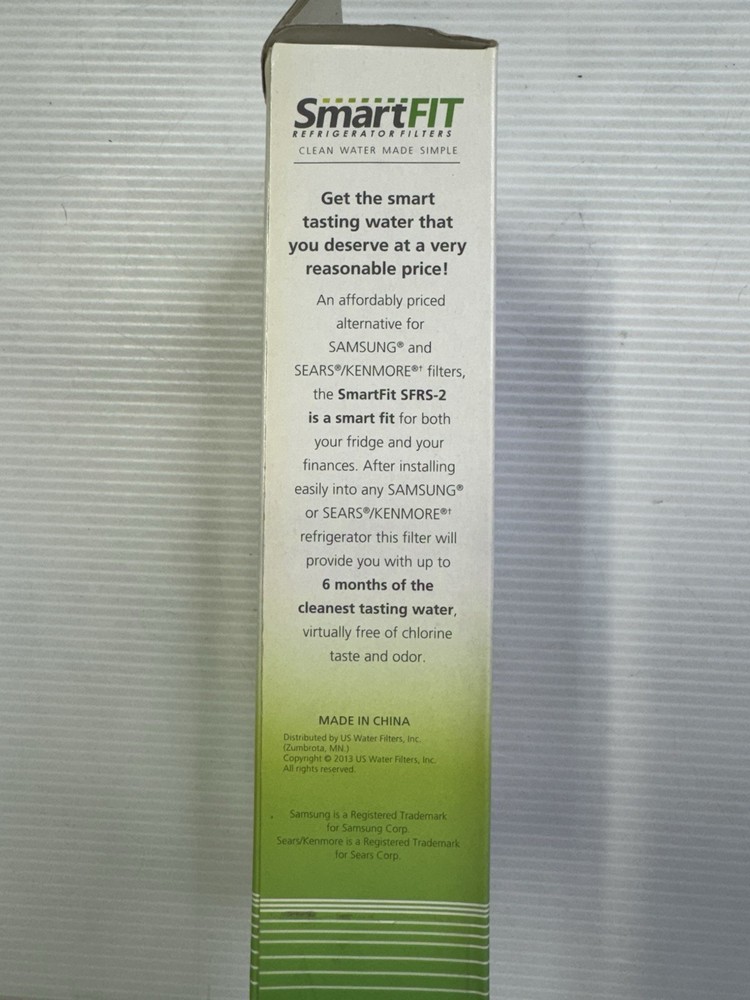 SmartFIT
REFRIGERATOR FILTERS
CLEAN WATER MADE SIMPLE
Get the smart
tasting water that
you deserve at a very
reasonable price!
An affordably priced
alternative for
SAMSUNG® and
SEARS®/KENMORE®† filters,
the SmartFit SFRS-2
is a smart fit for both
your fridge and your
finances. After installing
easily into any SAMSUNG®
or SEARS®/KENMORE®†
refrigerator this filter will
provide you with up to
6 months of the
cleanest tasting water,
virtually free of chlorine
taste and odor.
MADE IN CHINA
Distributed by US Water Filters, Inc.
(Zumbrota, MN.)
Copyright © 2013 US Water Filters, Inc.
All rights reserved.
Samsung is a Registered Trademark
for Samsung Corp.
Sears/Kenmore is a Registered Trademark
for Sears Corp.